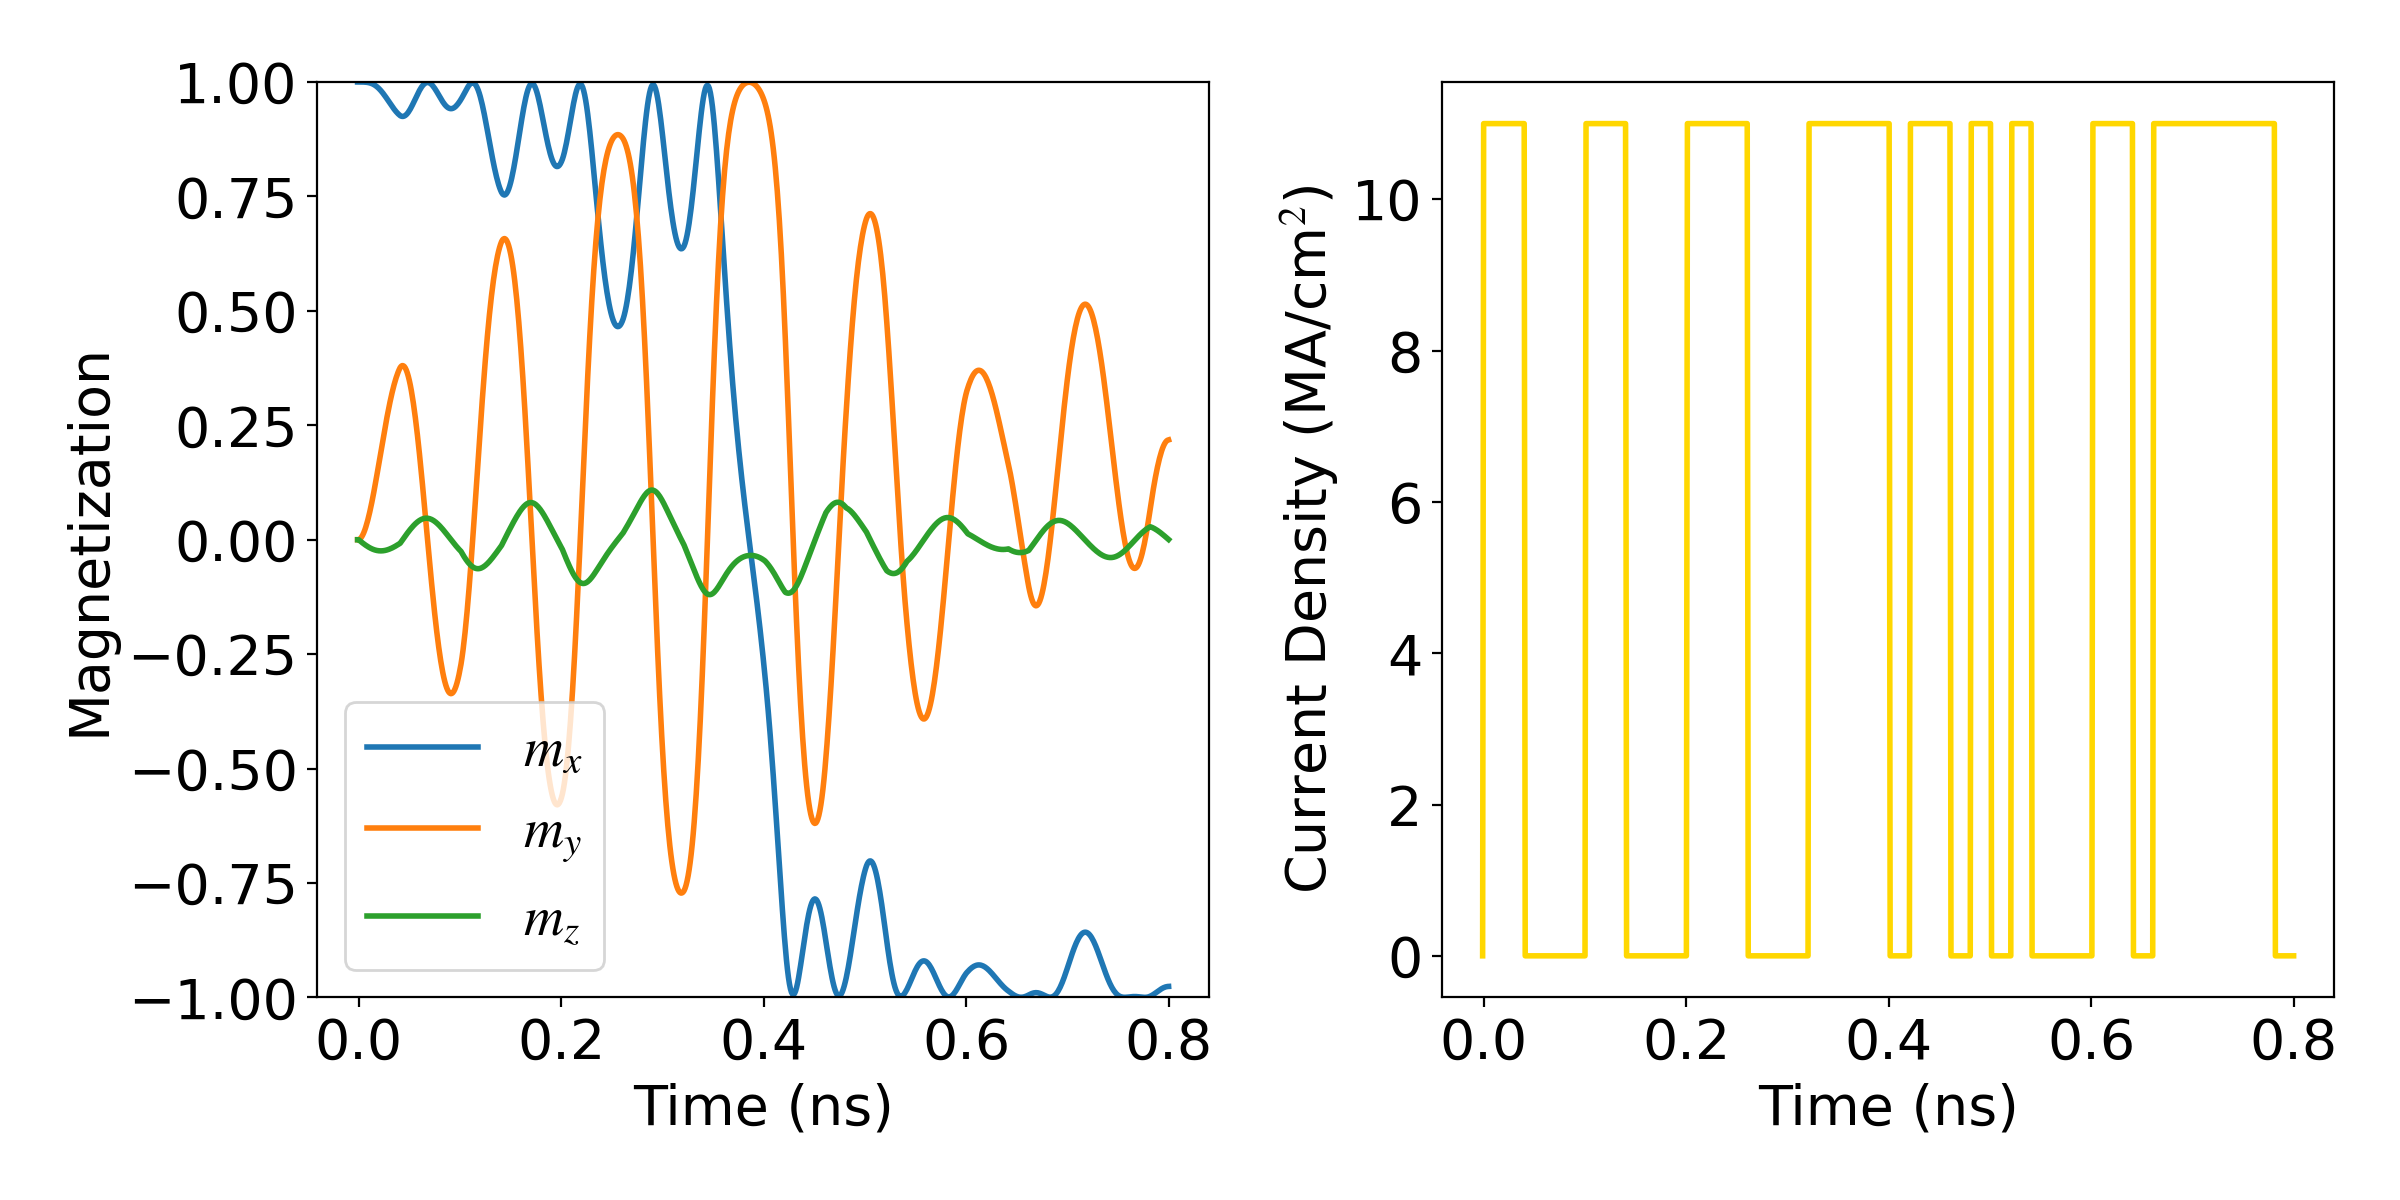 Magnetization
1.00
0.75
0.50
0.25
0.00
−0.25
−0.50
−0.75
−1.00
m_x
m_y
m_z
0.0 0.2 0.4 0.6 0.8
Time (ns)
Current Density (MA/cm²)
10
8
6
4
2
0
0.0 0.2 0.4 0.6 0.8
Time (ns)